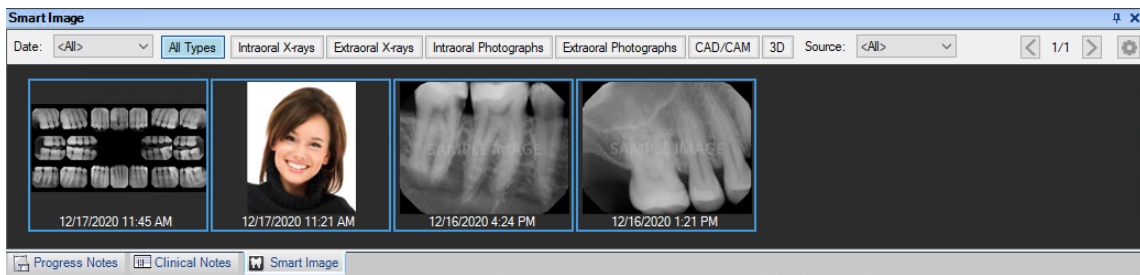 Smart Image
Date: <All> All Types Intraoral X-rays Extraoral X-rays Intraoral Photographs Extraoral Photographs CAD/CAM 3D Source: <All> 1/1
SAMPLE IMAGE SAMPLE IMAGE
12/17/2020 11:45 AM 12/17/2020 11:21 AM 12/16/2020 4:24 PM 12/16/2020 1:21 PM
Progress Notes Clinical Notes Smart Image